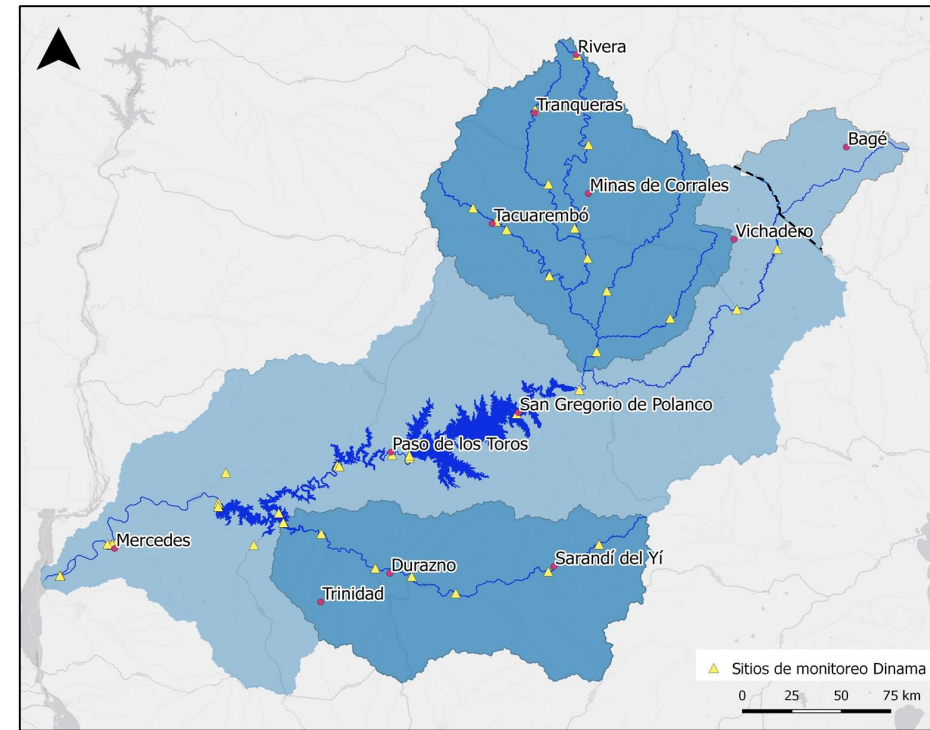 Rivera
Tranqueras
Bagé
Minas de Corrales
Tacuarembó
Vichadero
San Gregorio de Polanco
Paso de los Toros
Mercedes
Durazno
Sarandí del Yí
Trinidad
Sitios de monitoreo Dinama
0 25 50 75 km